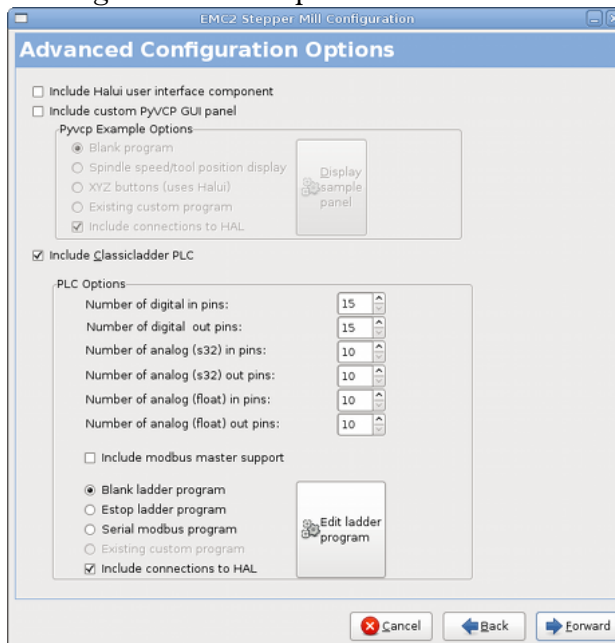 EMC2 Stepper Mill Configuration
Advanced Configuration Options
Include Halui user interface component
Include custom PyVCP GUI panel
Pyvcp Example Options
Blank program
Spindle speed/tool position display
XYZ buttons (uses Halui)
Existing custom program
Include connections to HAL
Display
sample
panel
Include Classicladder PLC
PLC Options
Number of digital in pins: 15
Number of digital out pins: 15
Number of analog (s32) in pins: 10
Number of analog (s32) out pins: 10
Number of analog (float) in pins: 10
Number of analog (float) out pins: 10
Include modbus master support
Blank ladder program
Estop ladder program
Serial modbus program
Existing custom program
Include connections to HAL
Edit ladder
program
Cancel Back Forward